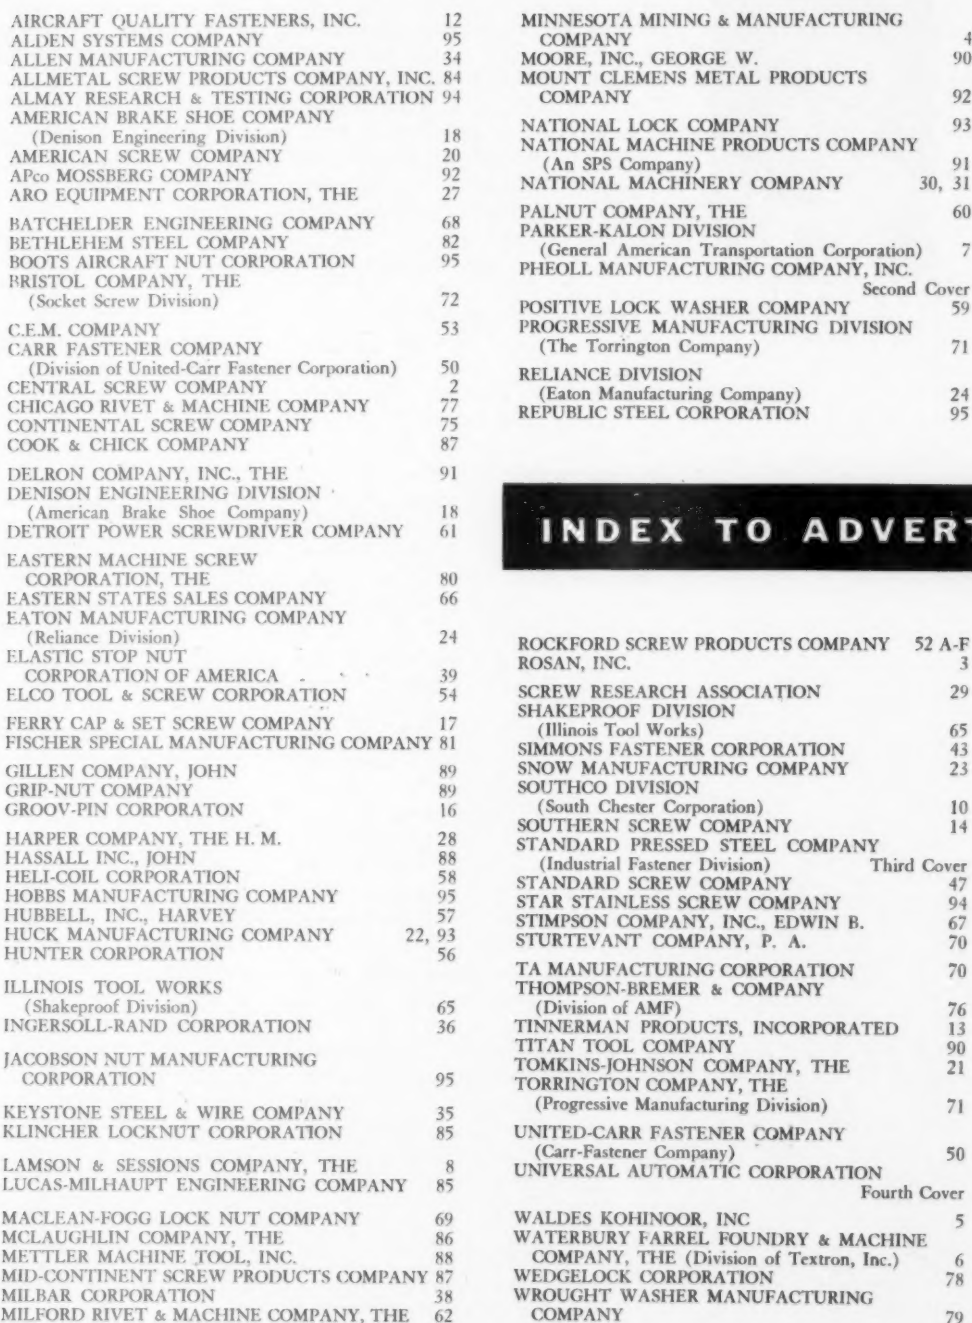 AIRCRAFT QUALITY FASTENERS, INC. 12
ALDEN SYSTEMS COMPANY 95
ALLEN MANUFACTURING COMPANY 34
ALLMETAL SCREW PRODUCTS COMPANY, INC. 84
ALMAY RESEARCH & TESTING CORPORATION 94
AMERICAN BRAKE SHOE COMPANY
(Denison Engineering Division) 18
AMERICAN SCREW COMPANY 20
APco MOSSBERG COMPANY 92
ARO EQUIPMENT CORPORATION, THE 27
BATCHELDER ENGINEERING COMPANY 68
BETHLEHEM STEEL COMPANY 82
BOOTS AIRCRAFT NUT CORPORATION 95
BRISTOL COMPANY, THE
(Socket Screw Division) 72
C.E.M. COMPANY 53
CARR FASTENER COMPANY
(Division of United-Carr Fastener Corporation) 50
CENTRAL SCREW COMPANY 2
CHICAGO RIVET & MACHINE COMPANY 77
CONTINENTAL SCREW COMPANY 75
COOK & CHICK COMPANY 87
DELRON COMPANY, INC., THE 91
DENISON ENGINEERING DIVISION
(American Brake Shoe Company) 18
DETROIT POWER SCREWDRIVER COMPANY 61
EASTERN MACHINE SCREW
CORPORATION, THE 80
EASTERN STATES SALES COMPANY 66
EATON MANUFACTURING COMPANY
(Reliance Division) 24
ELASTIC STOP NUT
CORPORATION OF AMERICA 39
ELCO TOOL & SCREW CORPORATION 54
FERRY CAP & SET SCREW COMPANY 17
FISCHER SPECIAL MANUFACTURING COMPANY 81
GILLEN COMPANY, JOHN 89
GRIP-NUT COMPANY 89
GROOV-PIN CORPORATON 16
HARPER COMPANY, THE H. M. 28
HASSALL INC., JOHN 88
HELI-COIL CORPORATION 58
HOBBS MANUFACTURING COMPANY 95
HUBBELL, INC., HARVEY 57
HUCK MANUFACTURING COMPANY 22, 93
HUNTER CORPORATION 56
ILLINOIS TOOL WORKS
(Shakeproof Division) 65
INGERSOLL-RAND CORPORATION 36
JACOBSON NUT MANUFACTURING
CORPORATION 95
KEYSTONE STEEL & WIRE COMPANY 35
KLINCHER LOCKNUT CORPORATION 85
LAMSON & SESSIONS COMPANY, THE 8
LUCAS-MILHAUPT ENGINEERING COMPANY 85
MACLEAN-FOGG LOCK NUT COMPANY 69
MCLAUGHLIN COMPANY, THE 86
METTLER MACHINE TOOL, INC. 88
MID-CONTINENT SCREW PRODUCTS COMPANY 87
MILBAR CORPORATION 38
MILFORD RIVET & MACHINE COMPANY, THE 62
MINNESOTA MINING & MANUFACTURING
COMPANY 4
MOORE, INC., GEORGE W. 90
MOUNT CLEMENS METAL PRODUCTS
COMPANY 92
NATIONAL LOCK COMPANY 93
NATIONAL MACHINE PRODUCTS COMPANY
(An SPS Company) 91
NATIONAL MACHINERY COMPANY 30, 31
PALNUT COMPANY, THE 60
PARKER-KALON DIVISION
(General American Transportation Corporation) 7
PHEOLL MANUFACTURING COMPANY, INC.
Second Cover
POSITIVE LOCK WASHER COMPANY 59
PROGRESSIVE MANUFACTURING DIVISION
(The Torrington Company) 71
RELIANCE DIVISION
(Eaton Manufacturing Company) 24
REPUBLIC STEEL CORPORATION 95
INDEX TO ADVERT
ROCKFORD SCREW PRODUCTS COMPANY 52 A-F
ROSAN, INC. 3
SCREW RESEARCH ASSOCIATION 29
SHAKEPROOF DIVISION
(Illinois Tool Works) 65
SIMMONS FASTENER CORPORATION 43
SNOW MANUFACTURING COMPANY 23
SOUTHCO DIVISION
(South Chester Corporation) 10
SOUTHERN SCREW COMPANY 14
STANDARD PRESSED STEEL COMPANY
(Industrial Fastener Division) Third Cover
STANDARD SCREW COMPANY 47
STAR STAINLESS SCREW COMPANY 94
STIMPSON COMPANY, INC., EDWIN B. 67
STURTEVANT COMPANY, P. A. 70
TA MANUFACTURING CORPORATION 70
THOMPSON-BREMER & COMPANY
(Division of AMF) 76
TINNERMAN PRODUCTS, INCORPORATED 13
TITAN TOOL COMPANY 90
TOMKINS-JOHNSON COMPANY, THE 21
TORRINGTON COMPANY, THE
(Progressive Manufacturing Division) 71
UNITED-CARR FASTENER COMPANY
(Carr-Fastener Company) 50
UNIVERSAL AUTOMATIC CORPORATION
Fourth Cover
WALDES KOHINOOR, INC 5
WATERBURY FARREL FOUNDRY & MACHINE
COMPANY, THE (Division of Textron, Inc.) 6
WEDGELOCK CORPORATION 78
WROUGHT WASHER MANUFACTURING
COMPANY 79